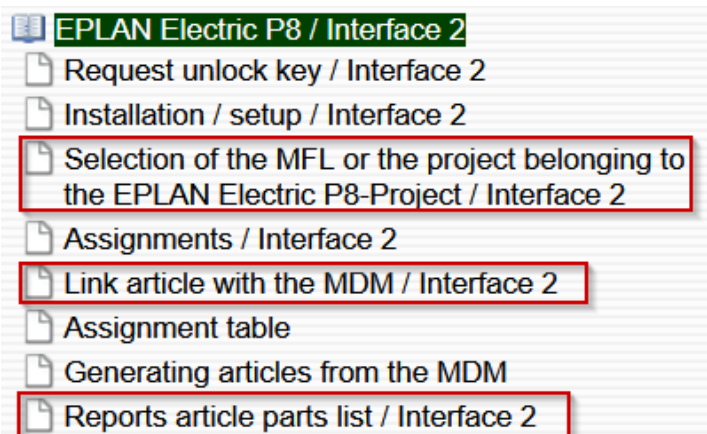 EPLAN Electric P8 / Interface 2
Request unlock key / Interface 2
Installation / setup / Interface 2
Selection of the MFL or the project belonging to
the EPLAN Electric P8-Project / Interface 2
Assignments / Interface 2
Link article with the MDM / Interface 2
Assignment table
Generating articles from the MDM
Reports article parts list / Interface 2